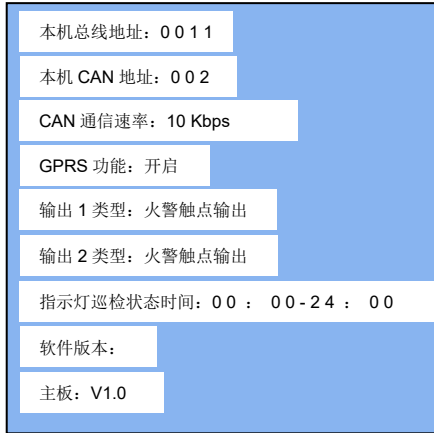 本机总线地址：0 0 1 1
本机 CAN 地址：0 0 2
CAN 通信速率：10 Kbps
GPRS 功能：开启
输出 1 类型：火警触点输出
输出 2 类型：火警触点输出
指示灯巡检状态时间：0 0 ： 0 0 - 2 4 ： 0 0
软件版本：
主板：V1.0